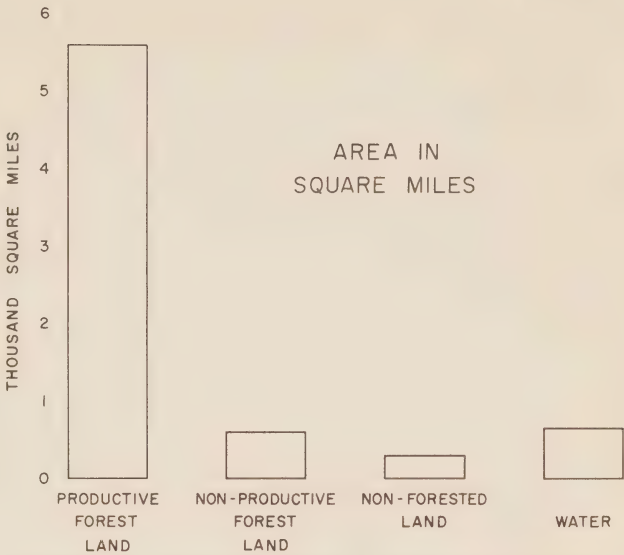 6
5
4
3
2
1
0
THOUSAND SQUARE MILES
AREA IN
SQUARE MILES
PRODUCTIVE
FOREST
LAND
NON-PRODUCTIVE
FOREST
LAND
NON-FORESTED
LAND
WATER